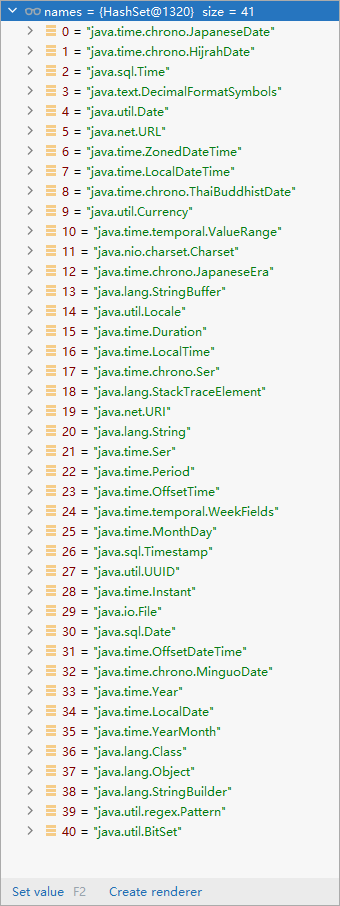 names = {HashSet@1320} size = 41
0 = "java.time.chrono.JapaneseDate"
1 = "java.time.chrono.HijrahDate"
2 = "java.sql.Time"
3 = "java.text.DecimalFormatSymbols"
4 = "java.util.Date"
5 = "java.net.URL"
6 = "java.time.ZonedDateTime"
7 = "java.time.LocalDateTime"
8 = "java.time.chrono.ThaiBuddhistDate"
9 = "java.util.Currency"
10 = "java.time.temporal.ValueRange"
11 = "java.nio.charset.Charset"
12 = "java.time.chrono.JapaneseEra"
13 = "java.lang.StringBuffer"
14 = "java.util.Locale"
15 = "java.time.Duration"
16 = "java.time.LocalTime"
17 = "java.time.chrono.Ser"
18 = "java.lang.StackTraceElement"
19 = "java.net.URI"
20 = "java.lang.String"
21 = "java.time.Ser"
22 = "java.time.Period"
23 = "java.time.OffsetTime"
24 = "java.time.temporal.WeekFields"
25 = "java.time.MonthDay"
26 = "java.sql.Timestamp"
27 = "java.util.UUID"
28 = "java.time.Instant"
29 = "java.io.File"
30 = "java.sql.Date"
31 = "java.time.OffsetDateTime"
32 = "java.time.chrono.MinguoDate"
33 = "java.time.Year"
34 = "java.time.LocalDate"
35 = "java.time.YearMonth"
36 = "java.lang.Class"
37 = "java.lang.Object"
38 = "java.lang.StringBuilder"
39 = "java.util.regex.Pattern"
40 = "java.util.BitSet"
Set value F2 Create renderer